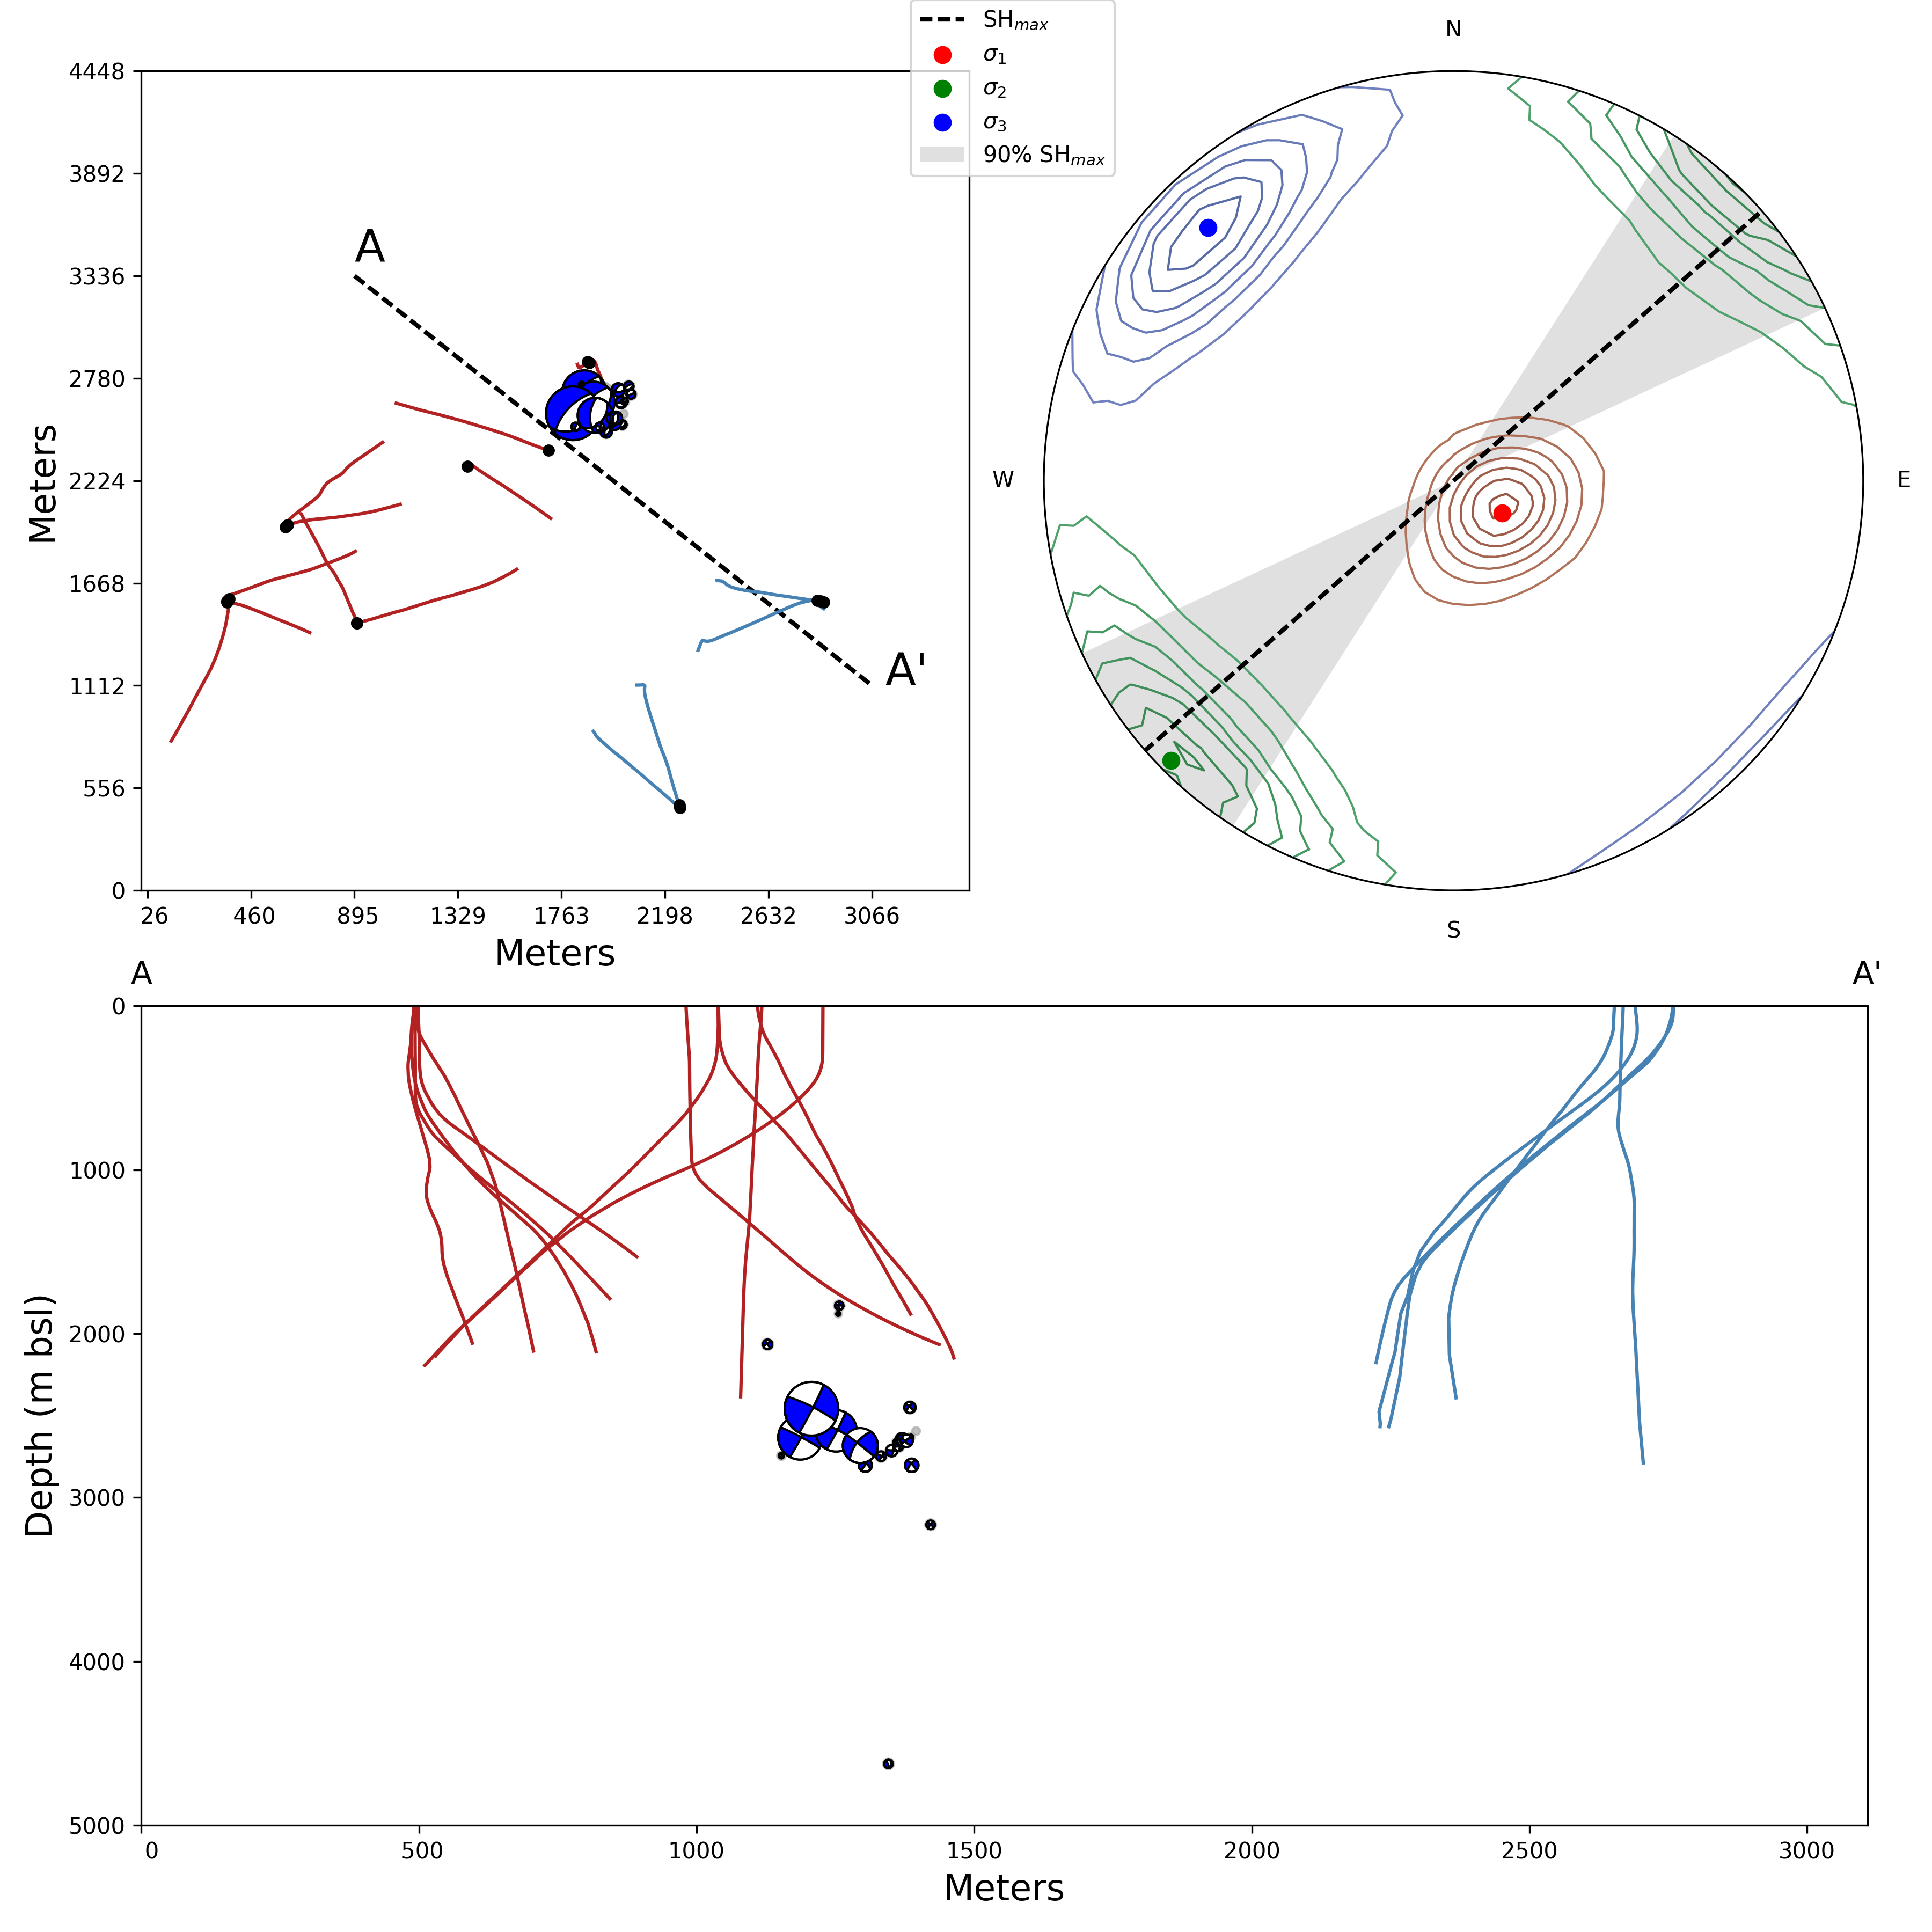 SHmax
σ1
σ2
σ3
90% SHmax
4448
3892
3336
2780
2224
1668
1112
556
0
Meters
A
A'
26 460 895 1329 1763 2198 2632 3066
Meters
N
W
E
S
A
A'
0
1000
2000
3000
4000
5000
Depth (m bsl)
0 500 1000 1500 2000 2500 3000
Meters